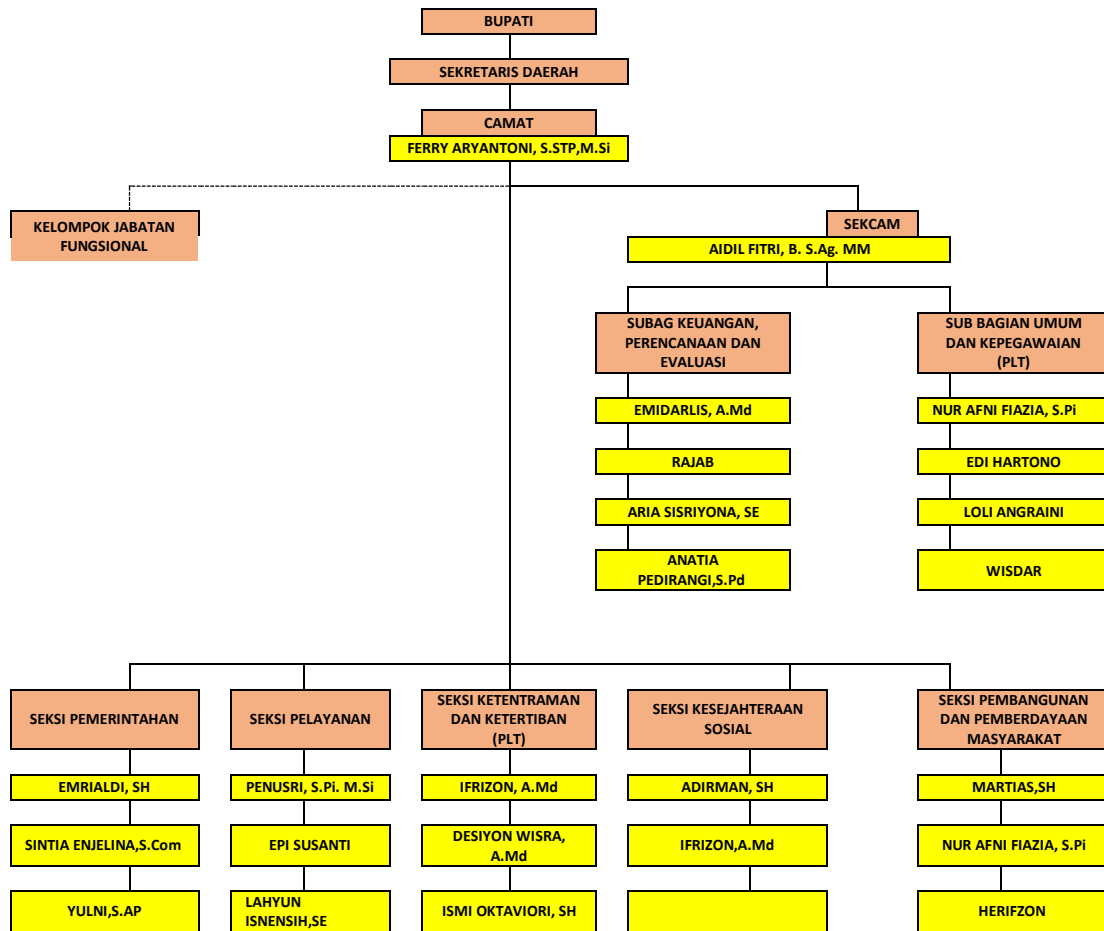 BUPATI
SEKRETARIS DAERAH
CAMAT
FERRY ARYANTONI, S.STP,M.Si
KELOMPOK JABATAN
FUNGSIONAL
SEKCAM
AIDIL FITRI, B. S.Ag. MM
SUBAG KEUANGAN,
PERENCANAAN DAN
EVALUASI
EMIDARLIS, A.Md
RAJAB
ARIA SISRIYONA, SE
ANATIA
PEDIRANGI,S.Pd
SUB BAGIAN UMUM
DAN KEPEGAWAIAN
(PLT)
NUR AFNI FIAZIA, S.Pi
EDI HARTONO
LOLI ANGRAINI
WISDAR
SEKSI PEMERINTAHAN
EMRIALDI, SH
SINTIA ENJELINA,S.Com
YULNI,S.AP
SEKSI PELAYANAN
PENUSRI, S.Pi. M.Si
EPI SUSANTI
LAHYUN
ISNENSIH,SE
SEKSI KETENTRAMAN
DAN KETERTIBAN
(PLT)
IFRIZON, A.Md
DESIYON WISRA,
A.Md
ISMI OKTAVIORI, SH
SEKSI KESEJAHTERAAN
SOSIAL
ADIRMAN, SH
IFRIZON,A.Md
SEKSI PEMBANGUNAN
DAN PEMBERDAYAAN
MASYARAKAT
MARTIAS,SH
NUR AFNI FIAZIA, S.Pi
HERIFZON